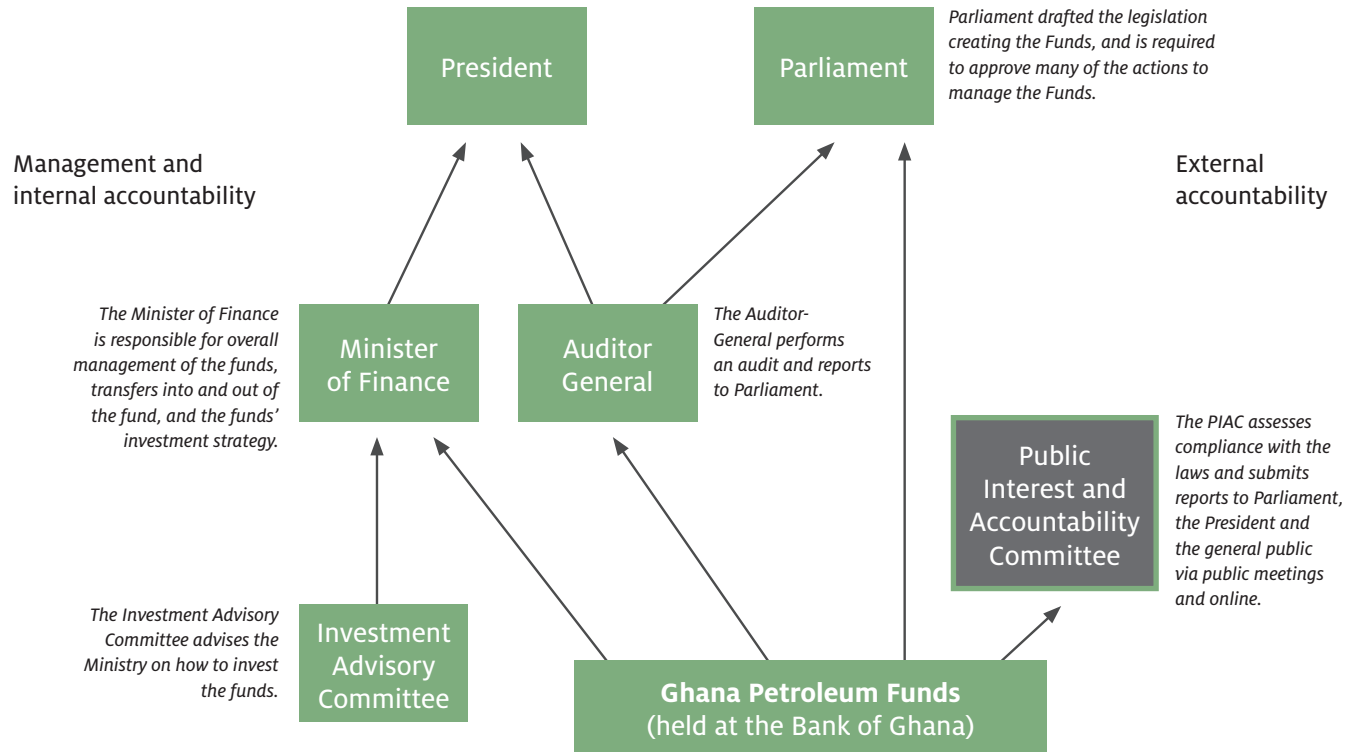 President
Parliament
Parliament drafted the legislation
creating the Funds, and is required
to approve many of the actions to
manage the Funds.
Management and
internal accountability
External
accountability
The Minister of Finance
is responsible for overall
management of the funds,
transfers into and out of
the fund, and the funds’
investment strategy.
Minister
of Finance
Auditor
General
The Auditor-
General performs
an audit and reports
to Parliament.
Public
Interest and
Accountability
Committee
The PIAC assesses
compliance with the
laws and submits
reports to Parliament,
the President and
the general public
via public meetings
and online.
The Investment Advisory
Committee advises the
Ministry on how to invest
the funds.
Investment
Advisory
Committee
Ghana Petroleum Funds
(held at the Bank of Ghana)